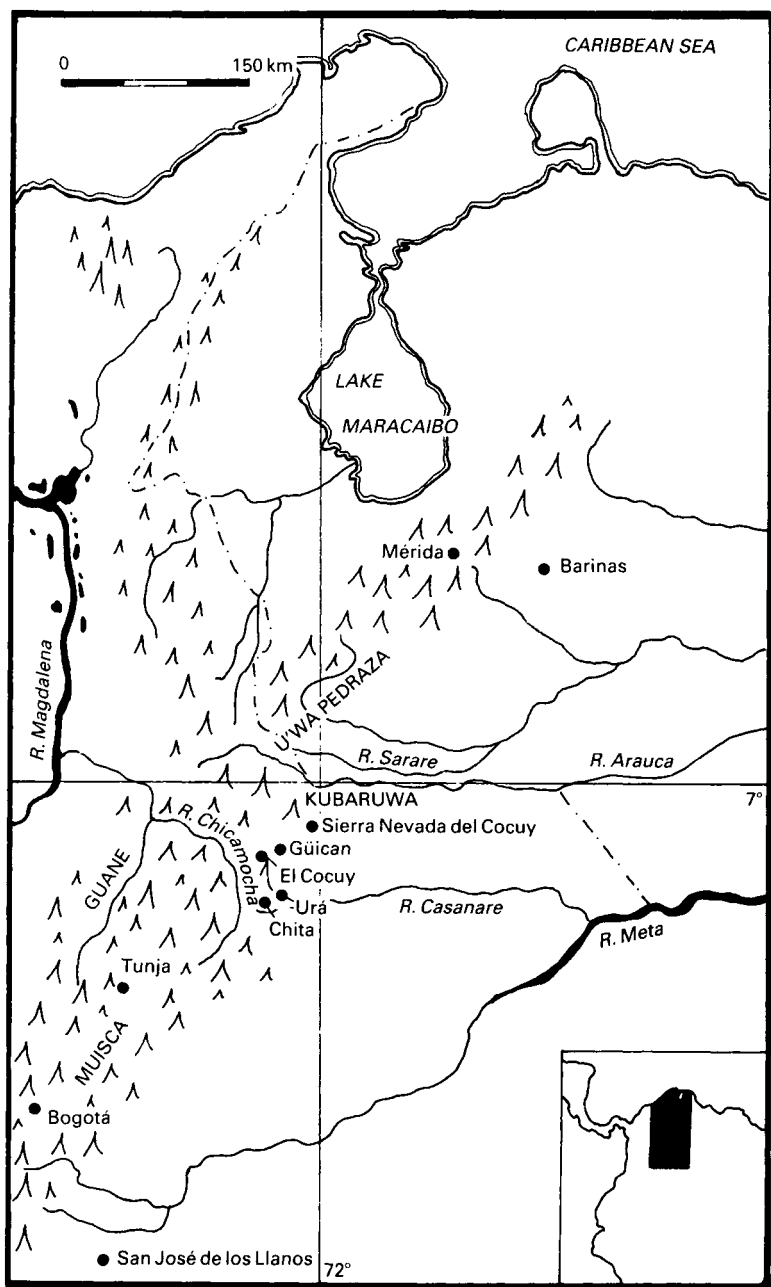 CARIBBEAN SEA
0 150 km
LAKE
MARACAIBO
Mérida
Barinas
R. Magdalena
U'WA PEDRAZA
R. Sarare
R. Arauca
7°
KUBARUWA
Sierra Nevada del Cocuy
R. Chicamocha
Güican
GUANE
El Cocuy
Urá
R. Casanare
Chita
R. Meta
Tunja
MUISCA
Bogotá
San José de los Llanos
72°